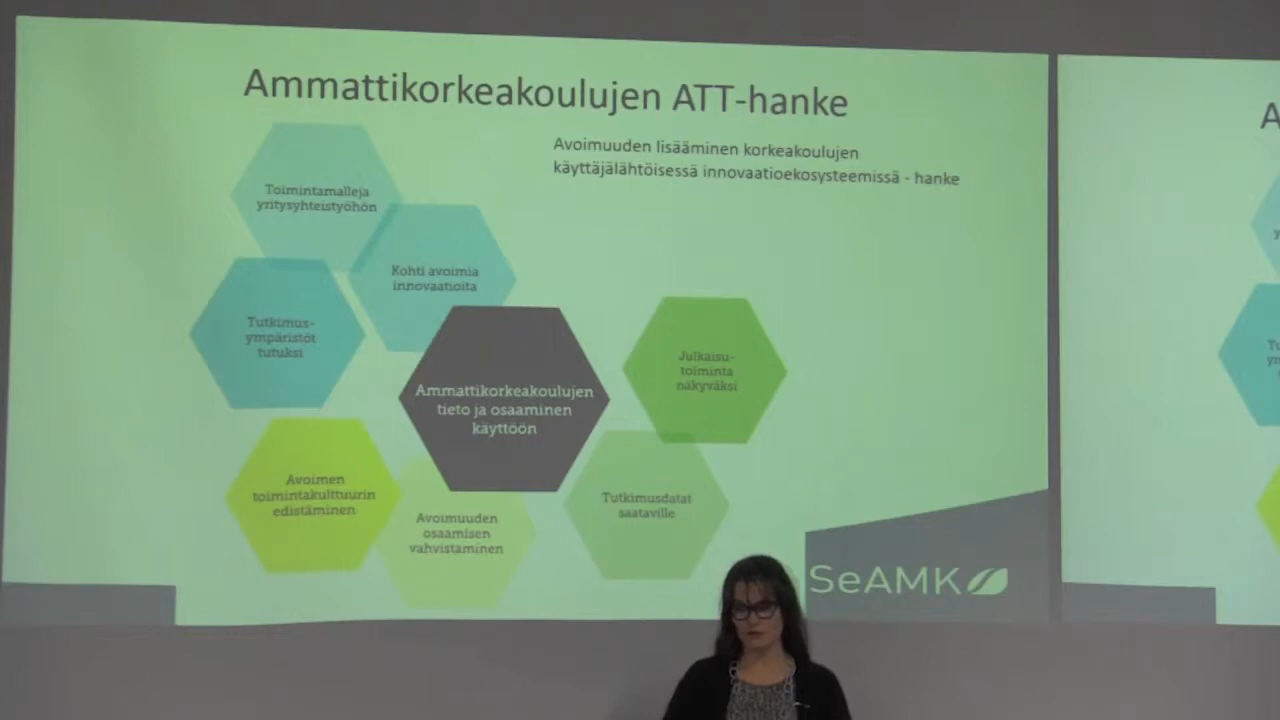 Ammattikorkeakoulujen ATT-hanke
Avoimuuden lisääminen korkeakoulujen
käyttäjälähtöisessä innovaatioekosysteemissä - hanke
Toimintamalleja
yritysyhteistyöhön
Kohti avoimia
innovaatioita
Tutkimus-
ympäristöt
tutuksi
Ammattikorkeakoulujen
tieto ja osaaminen
käyttöön
Julkaisu-
toiminta
näkyväksi
Avoimen
toimintakulttuurin
edistäminen
Avoimuuden
osaamisen
vahvistaminen
Tutkimusdatat
saataville
SeAMK
A